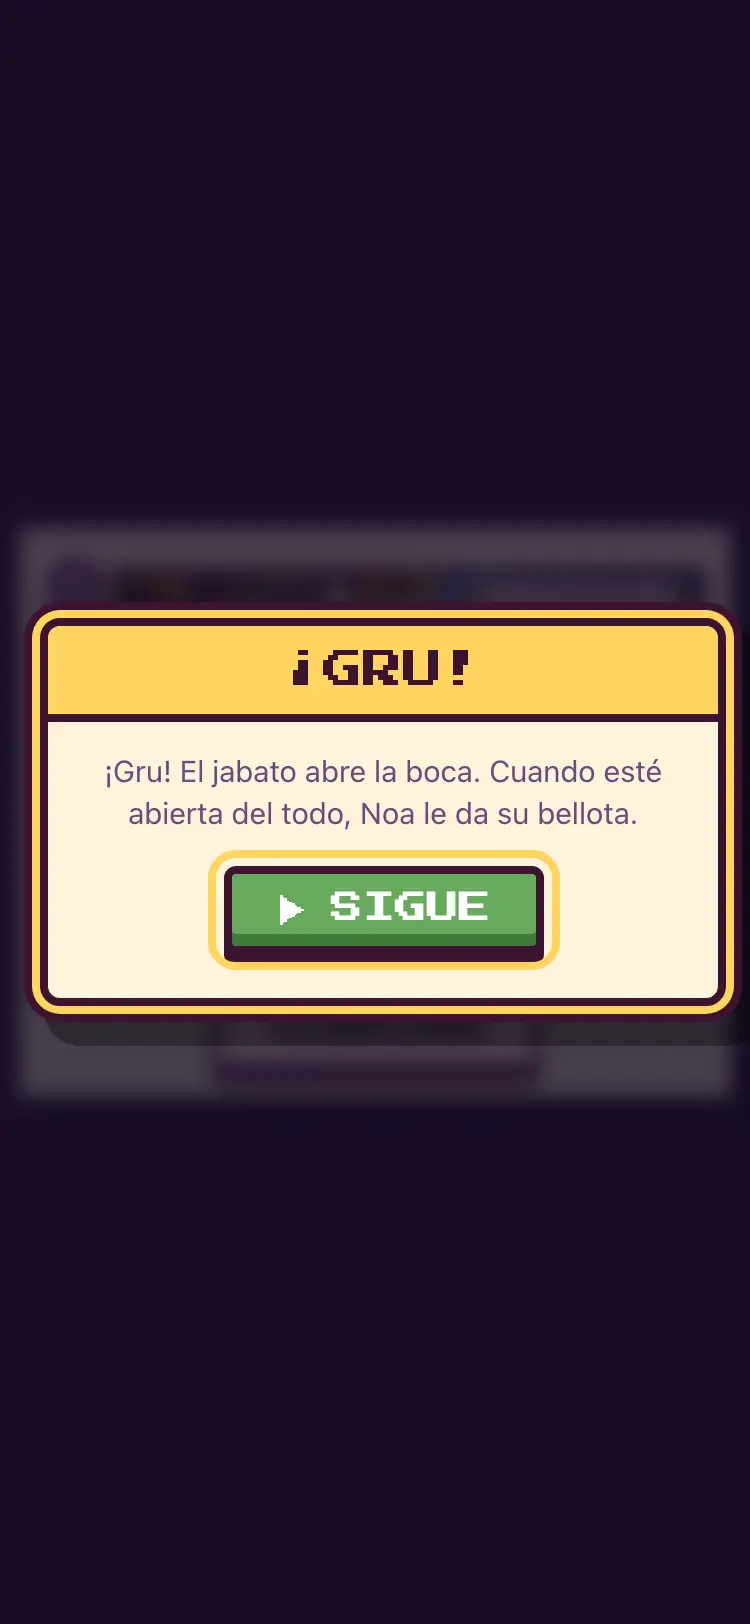 ¡GRU!
¡Gru! El jabato abre la boca. Cuando esté
abierta del todo, Noa le da su bellota.
SIGUE